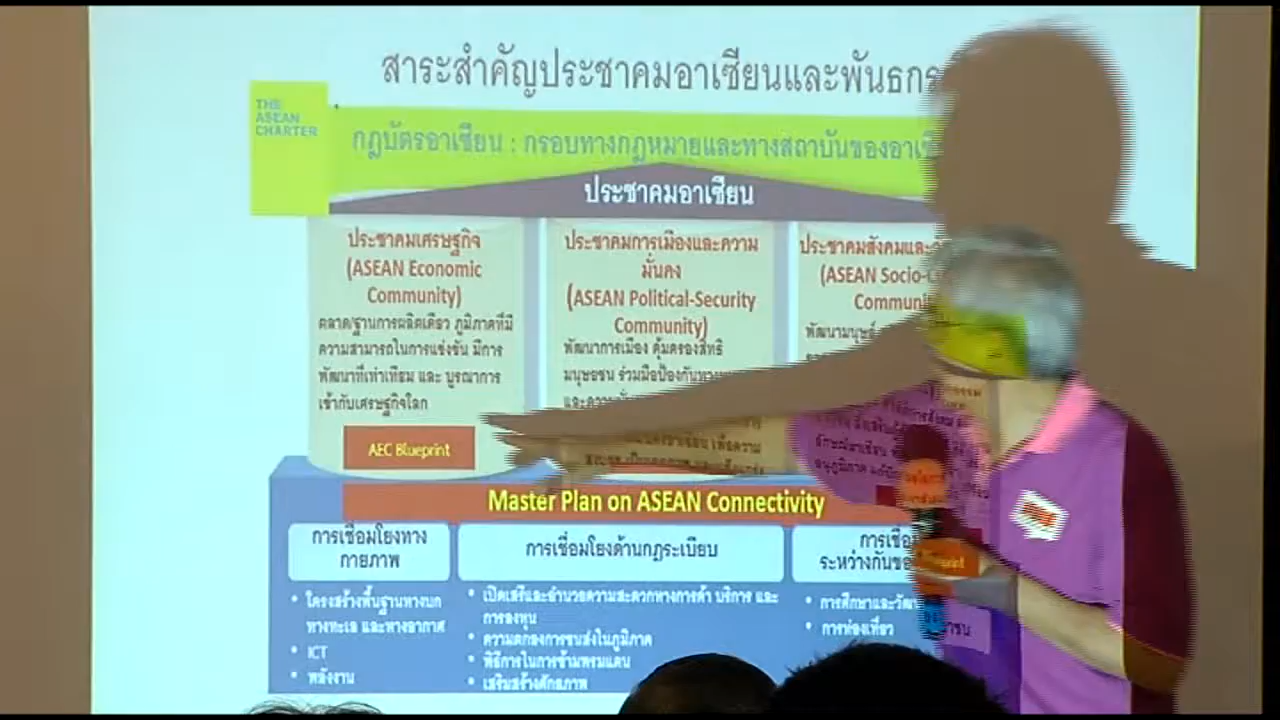 สาระสำคัญประชาคมอาเซียนและพันธกร
THE
ASEAN
CHARTER
กฎบัตรอาเซียน : กรอบทางกฎหมายและทางสถาบันของอาเซี
ประชาคมอาเซียน
ประชาคมเศรษฐกิจ
(ASEAN Economic
Community)
ตลาด/ฐานการผลิตเดียว ภูมิภาคที่มี
ความสามารถในการแข่งขัน มีการ
พัฒนาที่เท่าเทียม และ บูรณาการ
เข้ากับเศรษฐกิจโลก
AEC Blueprint
ประชาคมการเมืองและความ
มั่นคง
(ASEAN Political-Security
Community)
พัฒนาการเมือง คุ้มครองสิทธิ
มนุษยชน ร่วมมือป้องกันทาง
ประชาคมสังคมและ
(ASEAN Socio-
Communi
พัฒนามนุษย์
Master Plan on ASEAN Connectivity
การเชื่อมโยงทาง
กายภาพ
• โครงสร้างพื้นฐานทางบก
ทางทะเล และทางอากาศ
• ICT
• พลังงาน
การเชื่อมโยงด้านกฎระเบียบ
• เปิดเสรีและอำนวยความสะดวกทางการค้า บริการ และ
การลงทุน
• ความตกลงการขนส่งในภูมิภาค
• พิธีการในการข้ามพรมแดน
• เสริมสร้างศักยภาพ
การเชื่อ
ระหว่างกันขอ
• การศึกษาและวัฒ
• การท่องเที่ยว